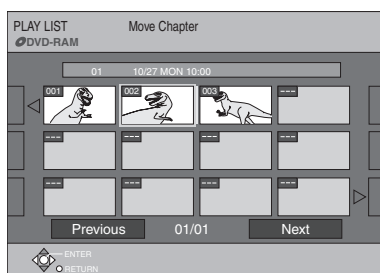 PLAY LIST Move Chapter
DVD-RAM
01 10/27 MON 10:00
001 002 003 ---
--- --- --- ---
--- --- --- ---
Previous 01/01 Next
ENTER
RETURN